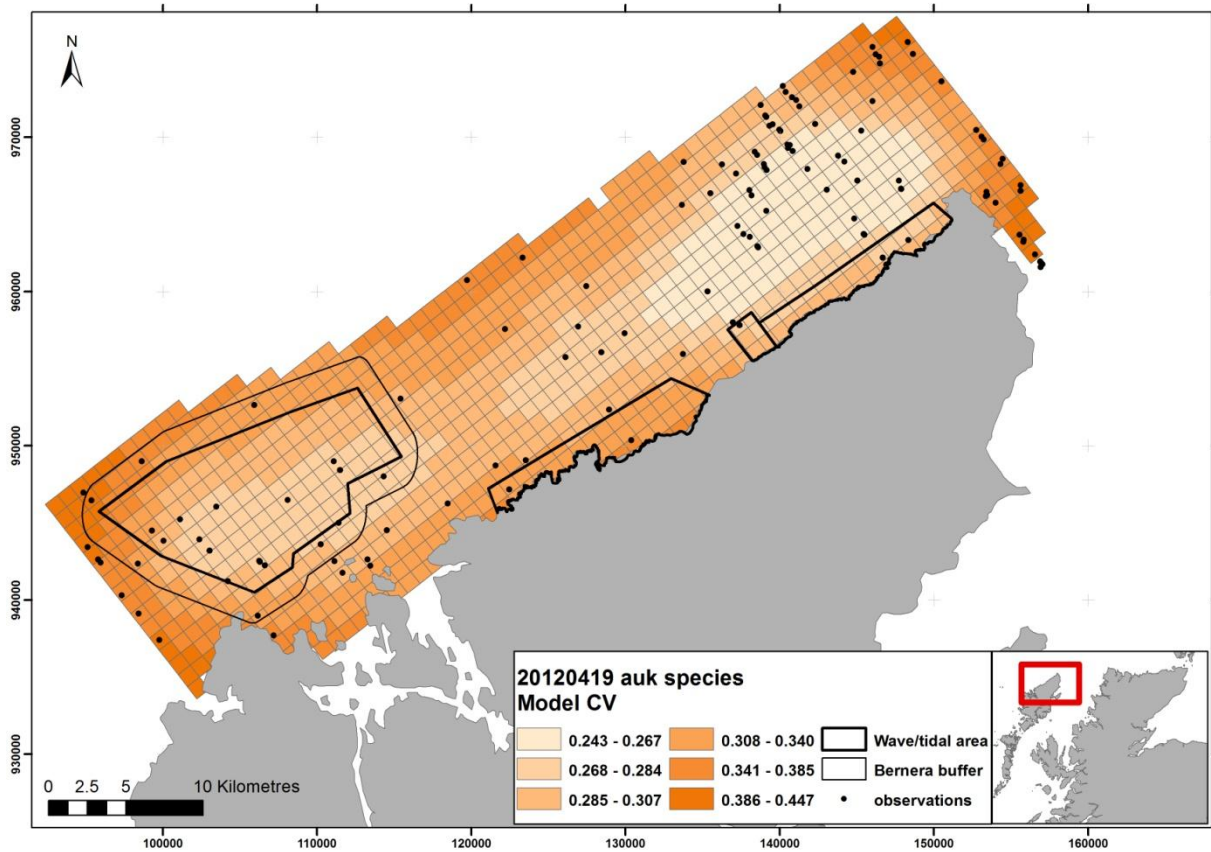 N
970000
960000
950000
940000
930000
20120419 auk species
Model CV
0.243 - 0.267
0.308 - 0.340
Wave/tidal area
0.268 - 0.284
0.341 - 0.385
Bernera buffer
0.285 - 0.307
0.386 - 0.447
observations
0 2.5 5 10 Kilometres
100000 110000 120000 130000 140000 150000 160000